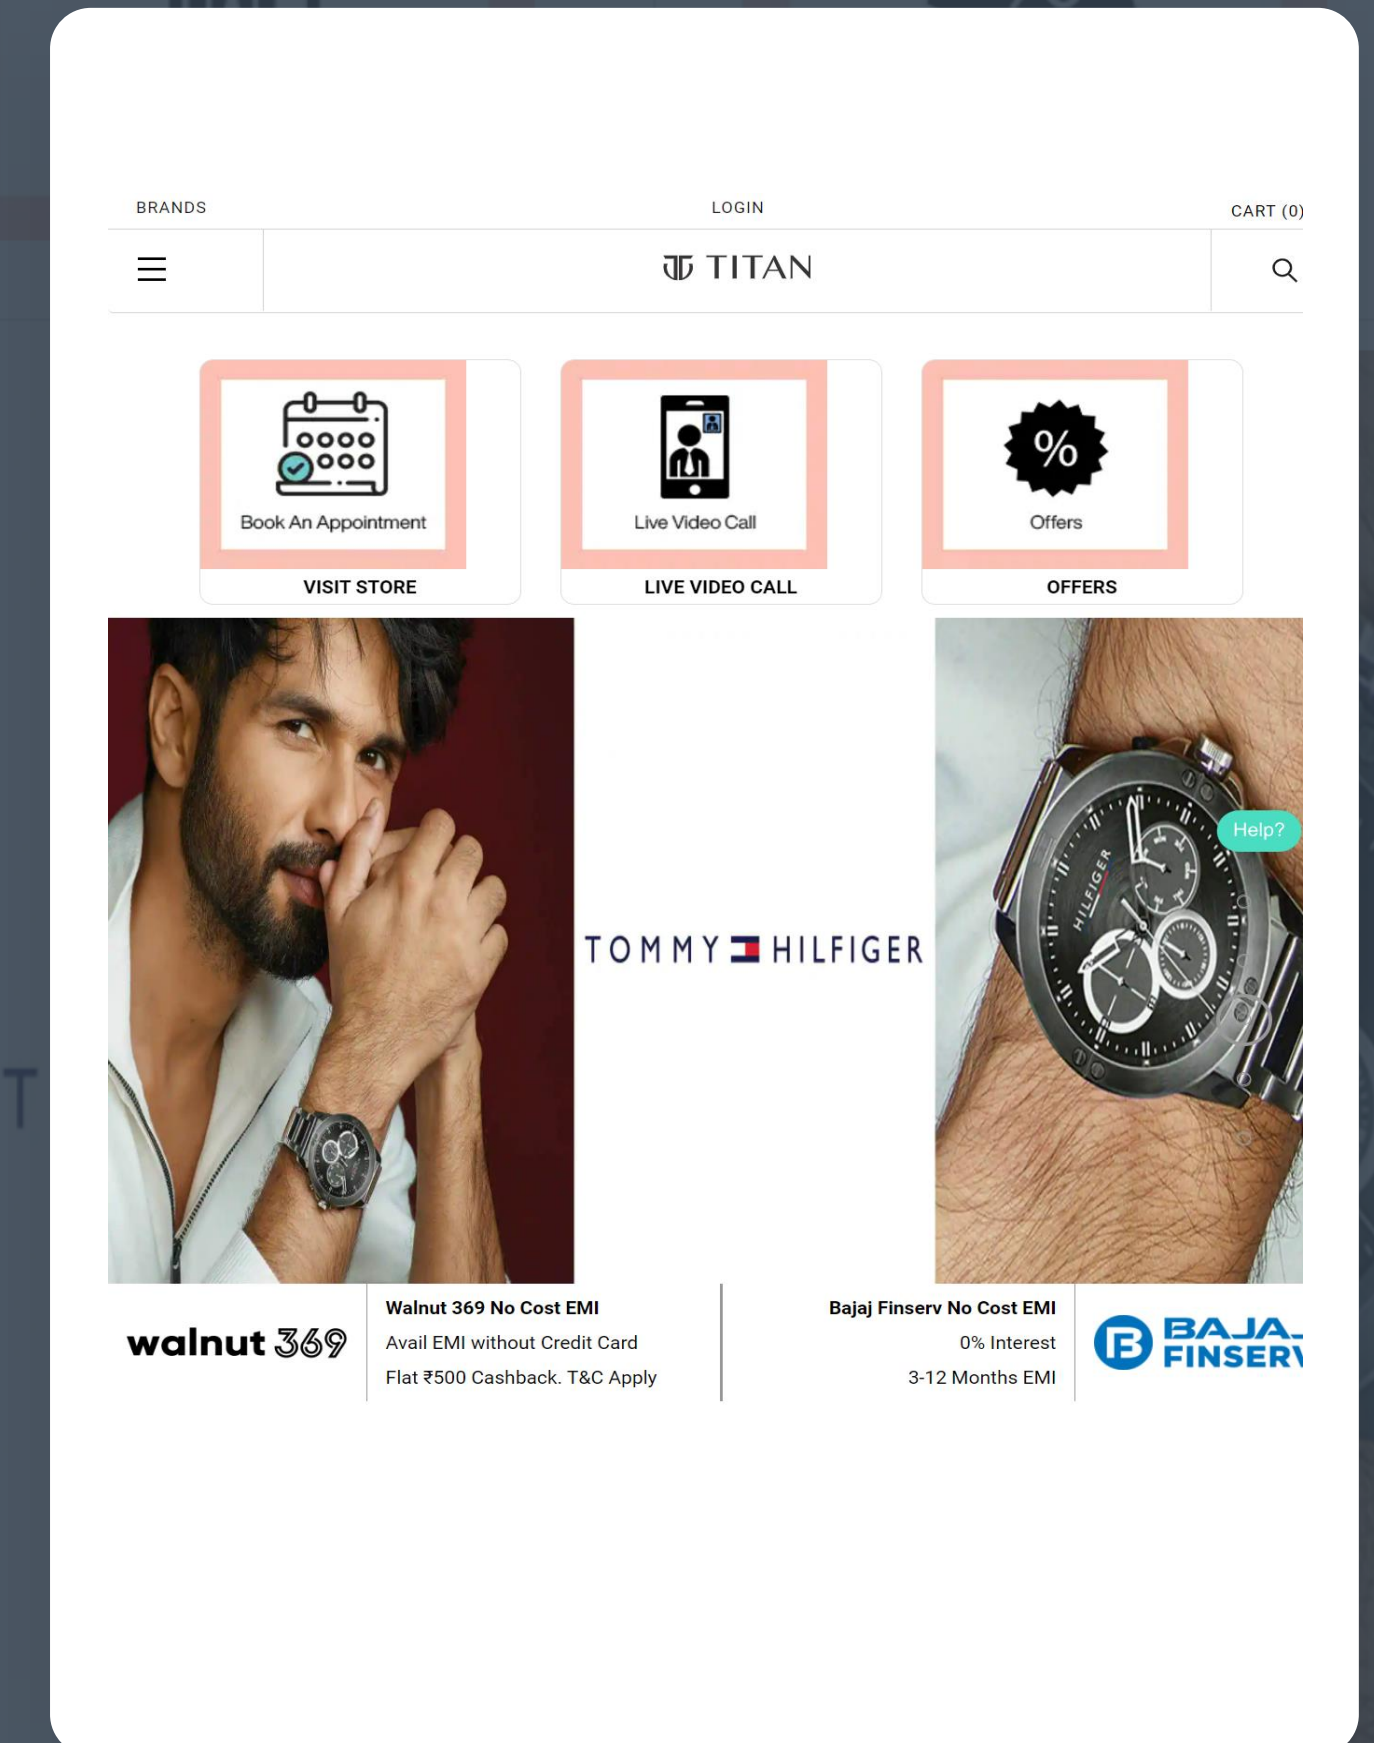 BRANDS
LOGIN
CART (0)
TITAN
Book An Appointment
Live Video Call
%
Offers
VISIT STORE
LIVE VIDEO CALL
OFFERS
Help?
HILFIGER
TOMMY HILFIGER
T
walnut 369
Walnut 369 No Cost EMI
Avail EMI without Credit Card
Flat ₹500 Cashback. T&C Apply
Bajaj Finserv No Cost EMI
0% Interest
3-12 Months EMI
B
BAJA
FINSERV